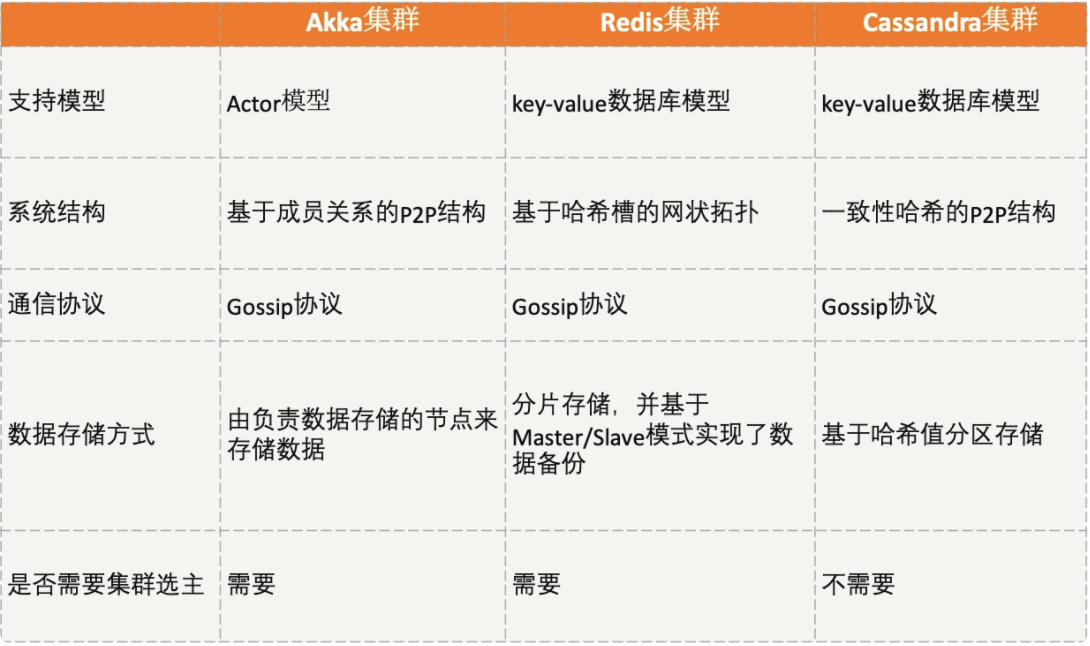 Akka集群 Redis集群 Cassandra集群
支持模型 Actor模型 key-value数据库模型 key-value数据库模型
系统结构 基于成员关系的P2P结构 基于哈希槽的网状拓扑 一致性哈希的P2P结构
通信协议 Gossip协议 Gossip协议 Gossip协议
数据存储方式
由负责数据存储的节点来
存储数据
分片存储，并基于
Master/Slave模式实现了数
据备份
基于哈希值分区存储
是否需要集群选主 需要 需要 不需要